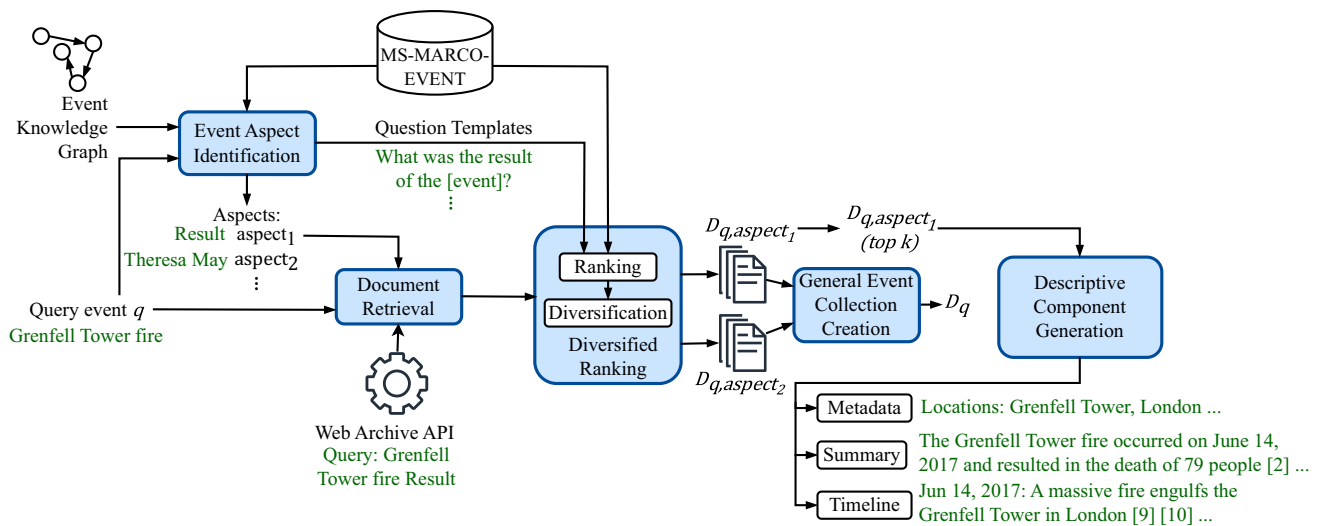 MS-MARCO-
EVENT
Event
Knowledge
Graph
Event Aspect
Identification
Question Templates
What was the result
of the [event]?
⋮
Aspects:
Result aspect1
Theresa May aspect2
⋮
Query event q
Grenfell Tower fire
Document
Retrieval
Web Archive API
Query: Grenfell
Tower fire Result
Ranking
Diversification
Diversified
Ranking
Dq,aspect1
Dq,aspect2
General Event
Collection
Creation
Dq
Dq,aspect1
(top k)
Descriptive
Component
Generation
Metadata
Locations: Grenfell Tower, London ...
Summary
The Grenfell Tower fire occurred on June 14,
2017 and resulted in the death of 79 people [2] ...
Timeline
Jun 14, 2017: A massive fire engulfs the
Grenfell Tower in London [9] [10] ...